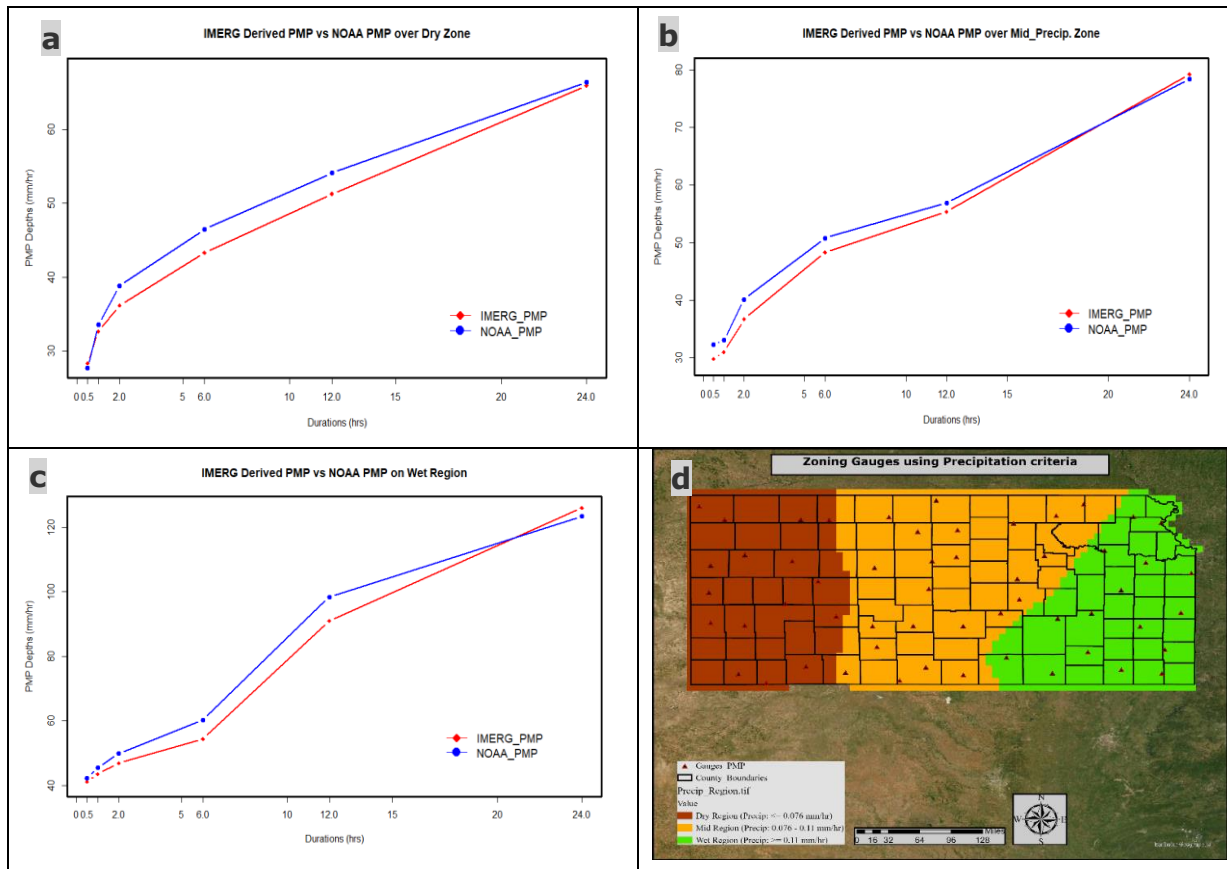 a
IMERG Derived PMP vs NOAA PMP over Dry Zone
PMP Depths (mm/hr)
60
50
40
30
IMERG_PMP
NOAA_PMP
0 0.5 2.0 5 6.0 10 12.0 15 20 24.0
Durations (hrs)
b
IMERG Derived PMP vs NOAA PMP over Mid_Precip. Zone
PMP Depths (mm/hr)
80
70
60
50
40
30
IMERG_PMP
NOAA_PMP
0 0.5 2.0 5 6.0 10 12.0 15 20 24.0
Durations (hrs)
c
IMERG Derived PMP vs NOAA PMP on Wet Region
PMP Depths (mm/hr)
120
100
80
60
40
IMERG_PMP
NOAA_PMP
0 0.5 2.0 5 6.0 10 12.0 15 20 24.0
Durations (hrs)
d
Zoning Gauges using Precipitation criteria
Gauges PMP
County Boundaries
Precip_Region.tif
Value
Dry Region (Precip: <= 0.076 mm/hr)
Mid Region (Precip: 0.076 - 0.11 mm/hr)
Wet Region (Precip: >= 0.11 mm/hr)
Miles
0 16 32 64 96 128
N
W E
S